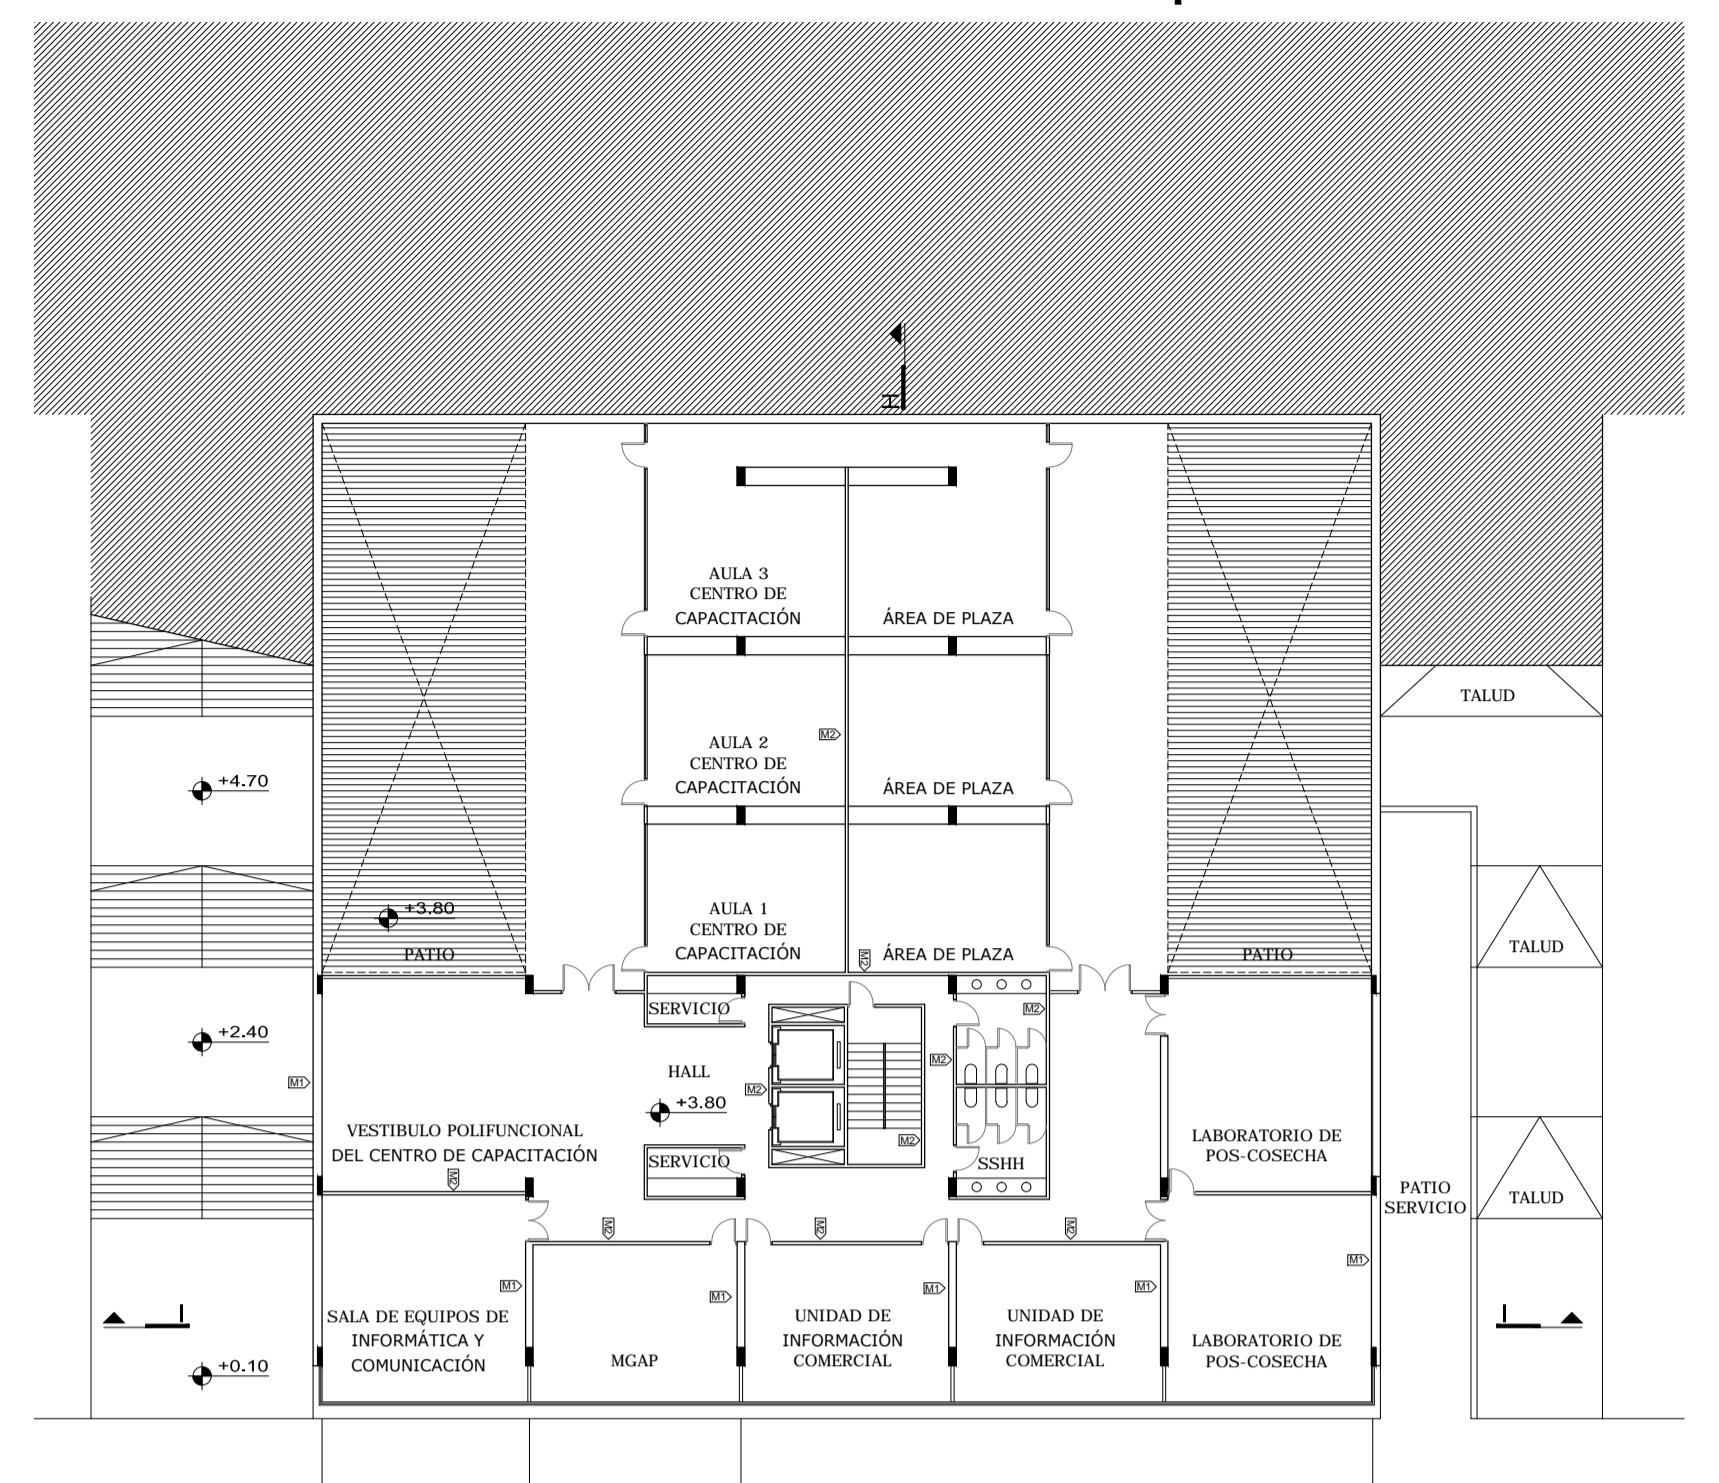 H
AULA 3
CENTRO DE
CAPACITACIÓN
ÁREA DE PLAZA
TALUD
AULA 2
CENTRO DE
CAPACITACIÓN
M2
ÁREA DE PLAZA
+4.70
AULA 1
CENTRO DE
CAPACITACIÓN
ÁREA DE PLAZA
M2
+3.80
PATIO
PATIO
TALUD
SERVICIO
M2
+2.40
M1
HALL
M2
M2
+3.80
VESTIBULO POLIFUNCIONAL
DEL CENTRO DE CAPACITACIÓN
M2
M2
SERVICIO
SSHH
LABORATORIO DE
POS-COSECHA
PATIO
SERVICIO
TALUD
M2
M2
M2
M1
M1
M1
M1
M1
I
I
SALA DE EQUIPOS DE
INFORMÁTICA Y
COMUNICACIÓN
MGAP
UNIDAD DE
INFORMACIÓN
COMERCIAL
UNIDAD DE
INFORMACIÓN
COMERCIAL
LABORATORIO DE
POS-COSECHA
+0.10